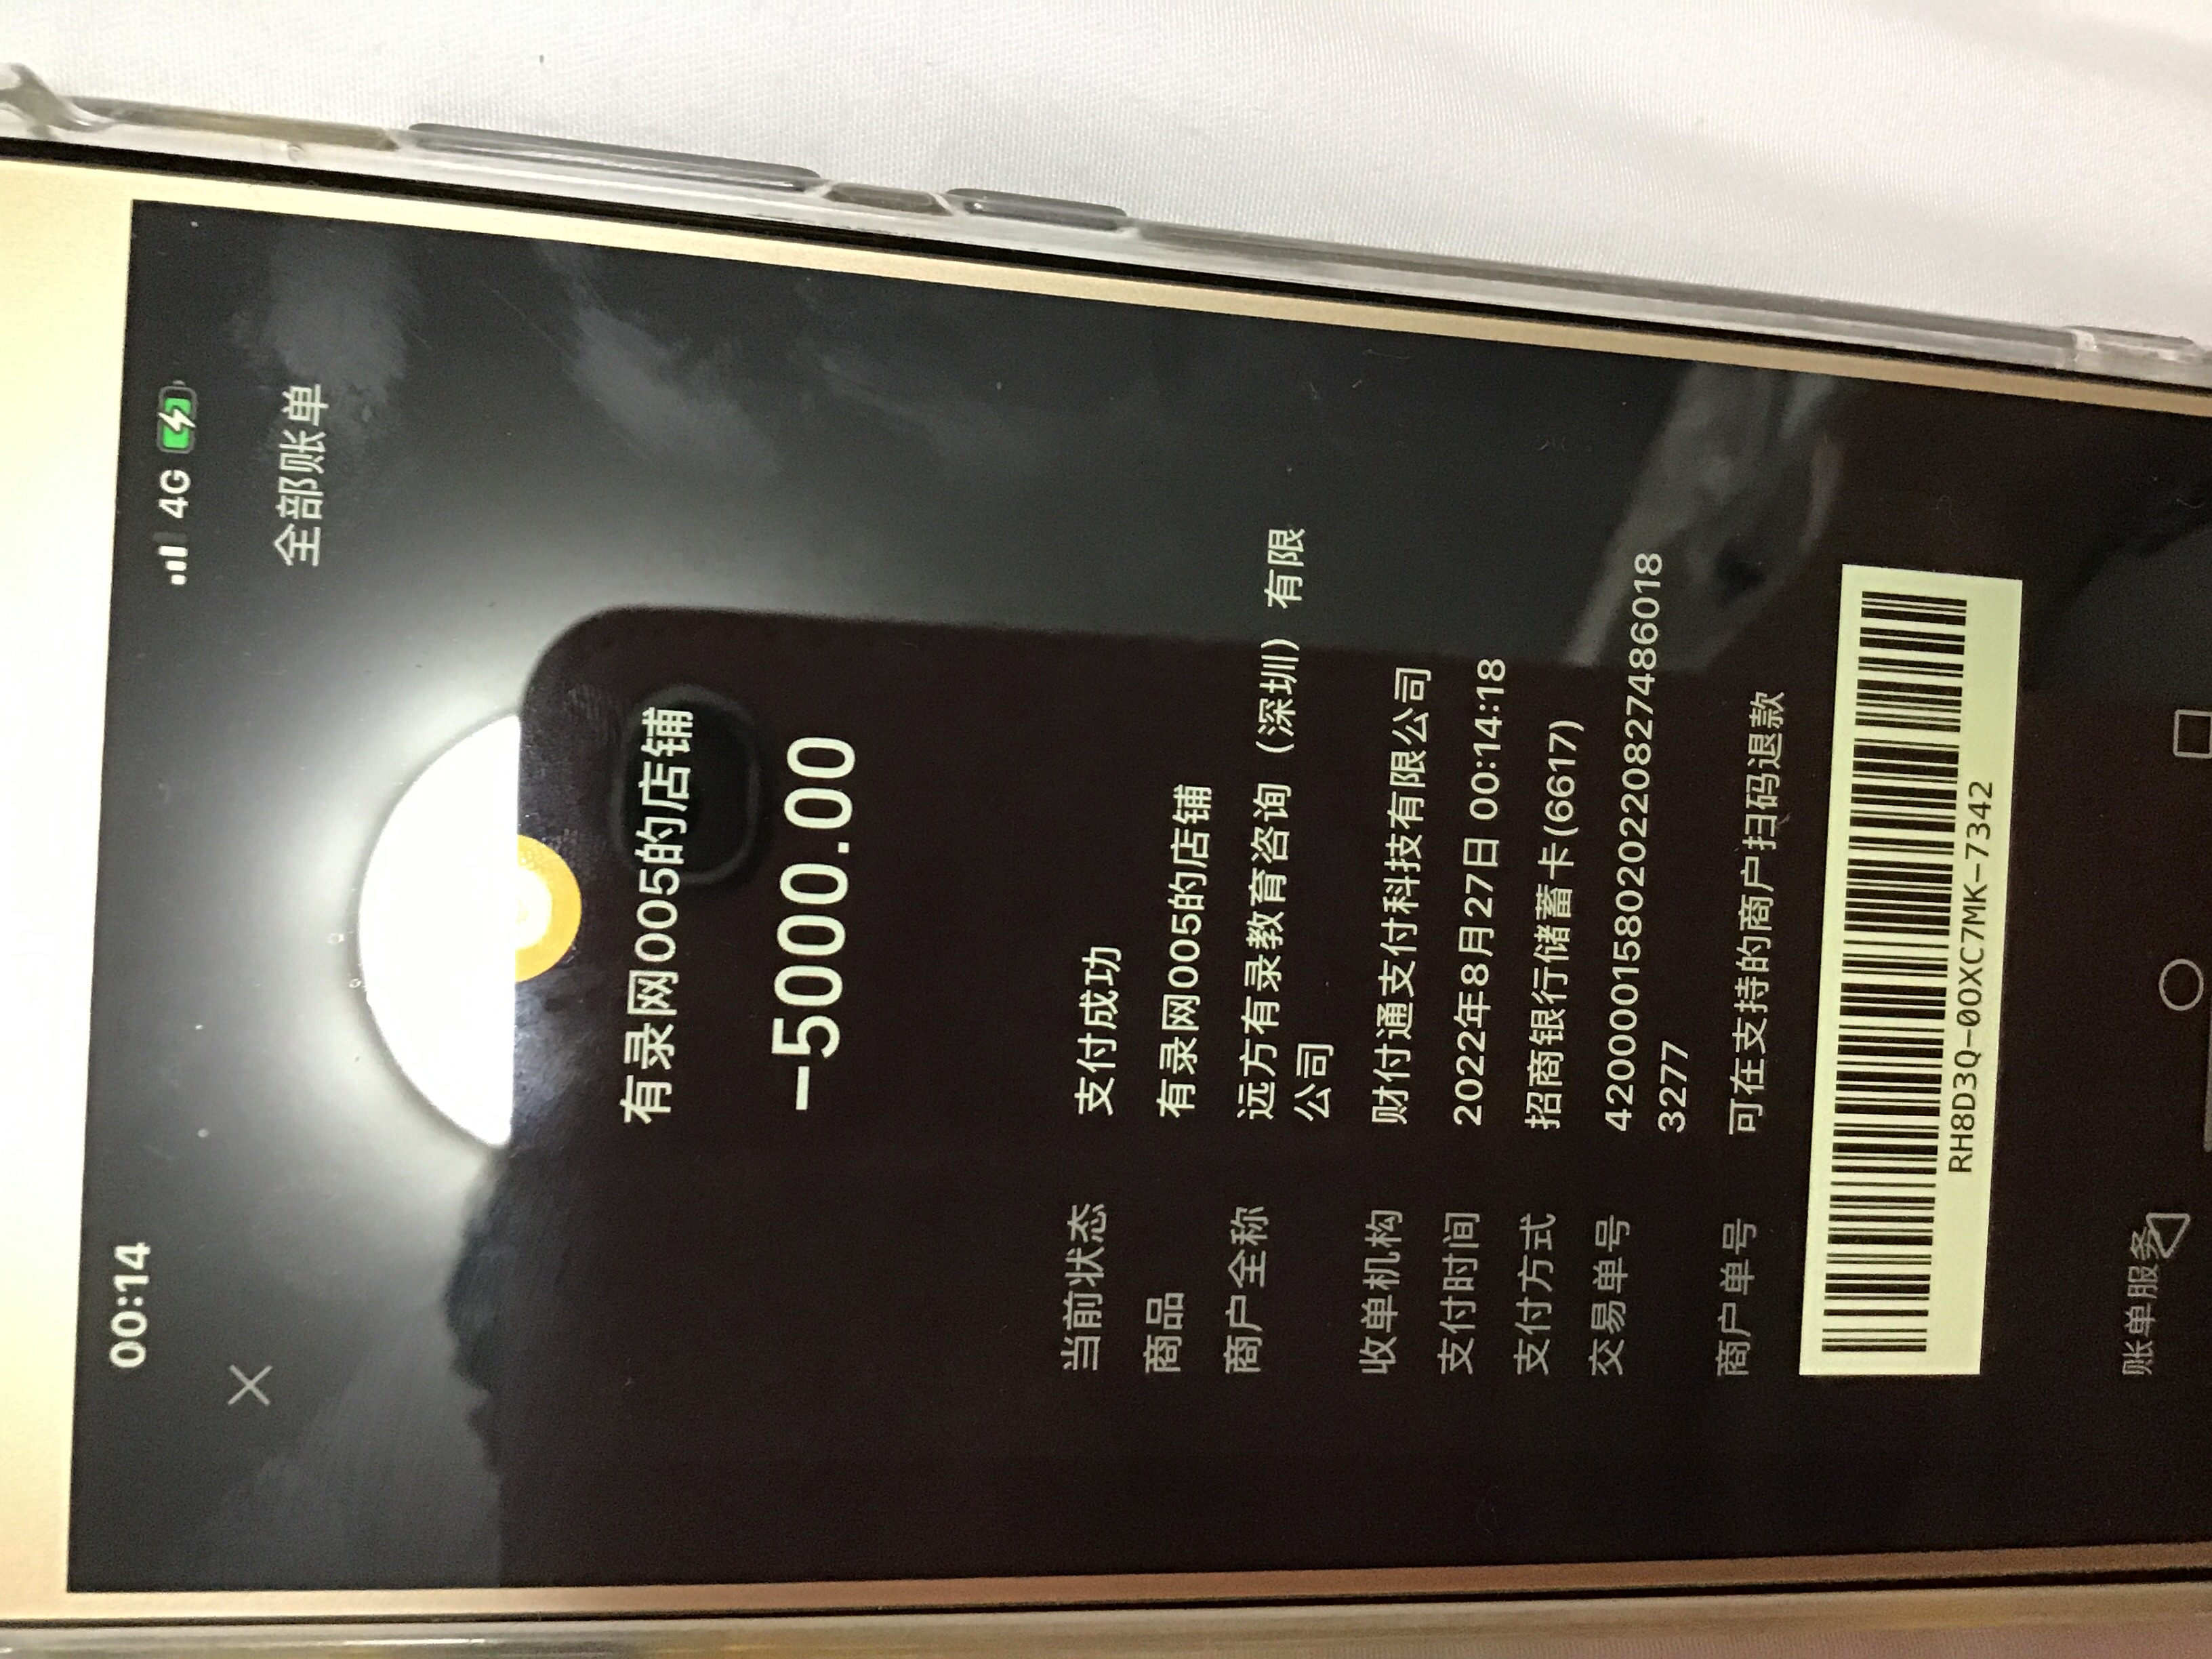 00:14 4G
全部账单
有录网005的店铺
-5000.00
当前状态 支付成功
商品 有录网005的店铺
商户全称 远方有录教育咨询（深圳）有限
公司
收单机构 财付通支付科技有限公司
支付时间 2022年8月27日 00:14:18
支付方式 招商银行储蓄卡(6617)
交易单号 42000015802022082748601 8
3277
商户单号 可在支持的商户扫码退款
RH8D3Q-00XC7MK-7342
账单服务